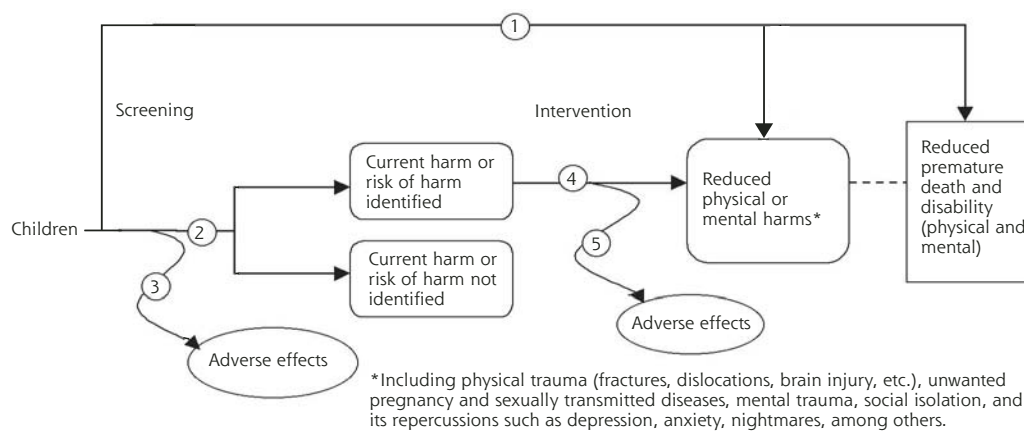 1
Screening
Intervention
Children
2
3
Current harm or
risk of harm
identified
Current harm or
risk of harm not
identified
Adverse effects
4
5
Adverse effects
Reduced
physical or
mental harms*
Reduced
premature
death and
disability
(physical and
mental)
*Including physical trauma (fractures, dislocations, brain injury, etc.), unwanted
pregnancy and sexually transmitted diseases, mental trauma, social isolation, and
its repercussions such as depression, anxiety, nightmares, among others.